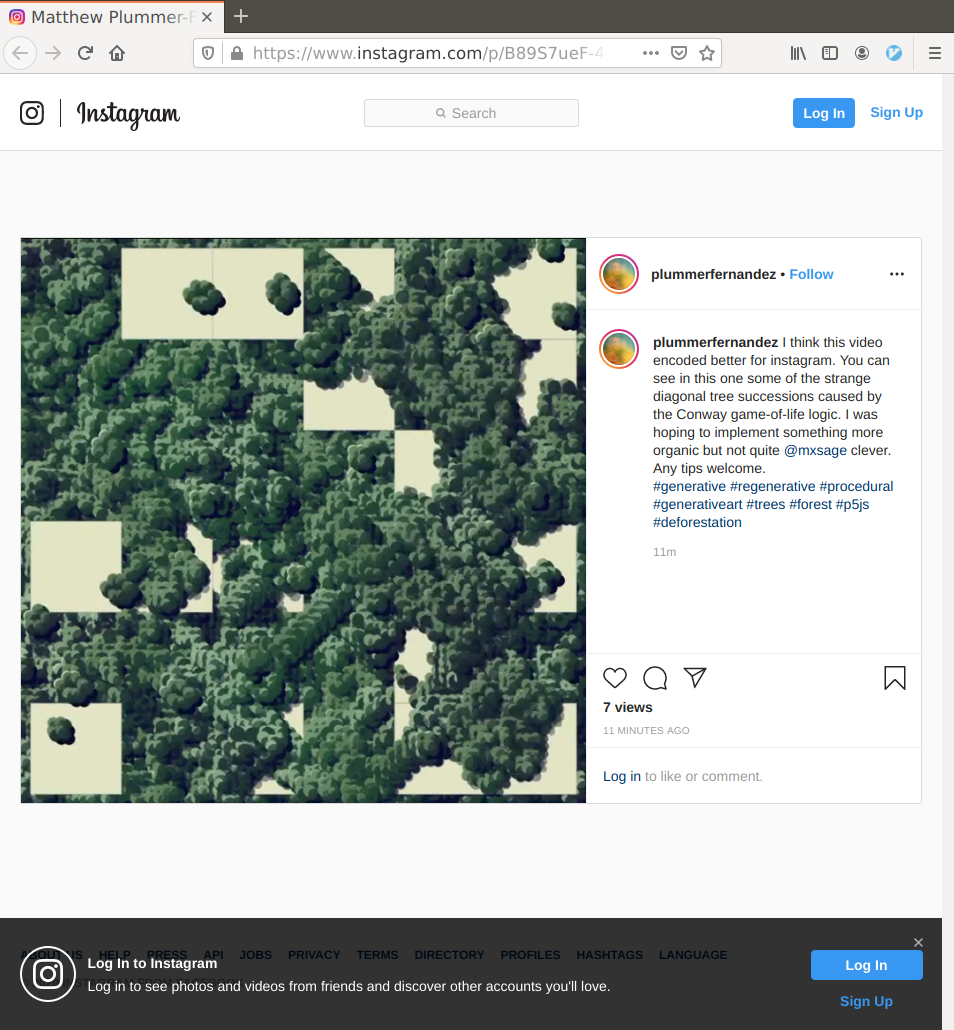 Matthew Plummer-F
https://www.instagram.com/p/B89S7ueF-4
Instagram
Search
Log In
Sign Up
plummerfernandez • Follow
plummerfernandez I think this video
encoded better for instagram. You can
see in this one some of the strange
diagonal tree successions caused by
the Conway game-of-life logic. I was
hoping to implement something more
organic but not quite @mxsage clever.
Any tips welcome.
#generative #regenerative #procedural
#generativeart #trees #forest #p5js
#deforestation
11m
7 views
11 MINUTES AGO
Log in to like or comment.
ABOUT US HELP PRESS API JOBS PRIVACY TERMS DIRECTORY PROFILES HASHTAGS LANGUAGE
Log In to Instagram
Log in to see photos and videos from friends and discover other accounts you'll love.
Log In
Sign Up